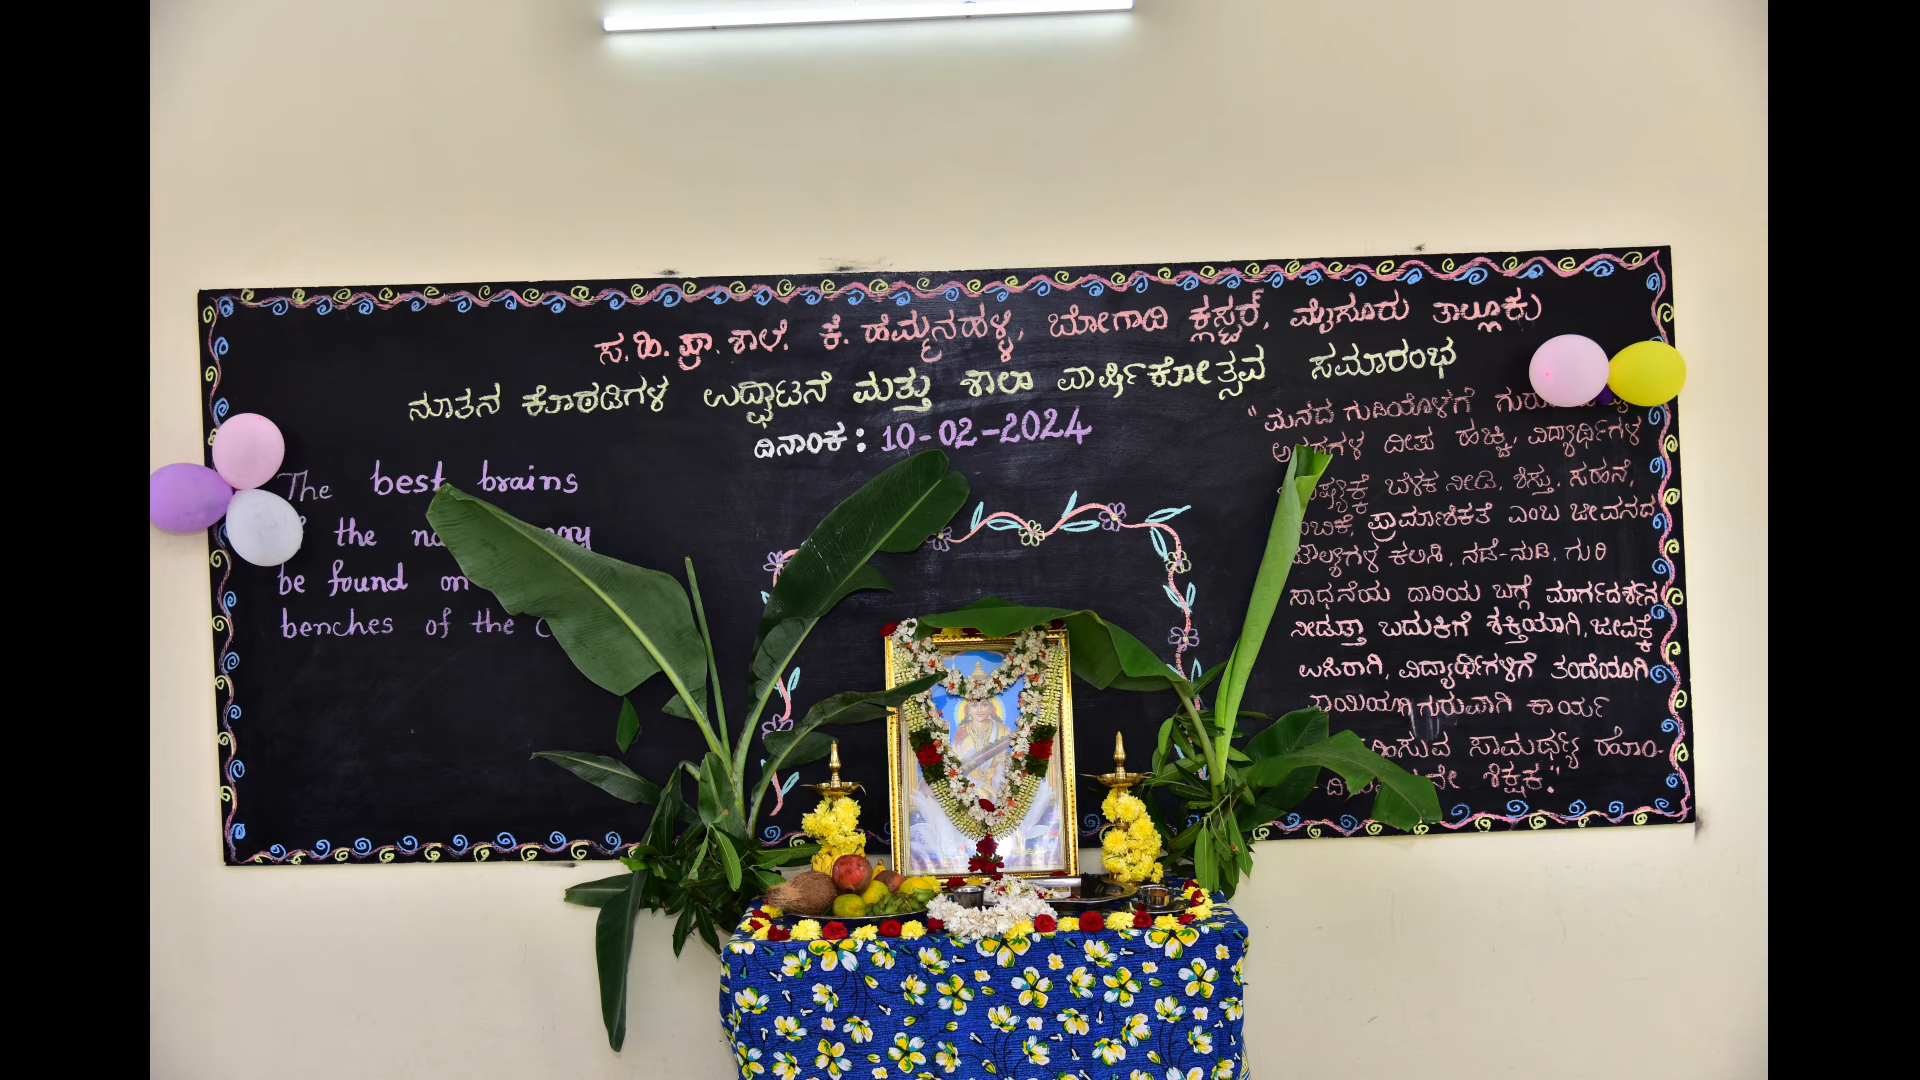 ಸ.ಹಿ.ಪ್ರಾ.ಶಾಲೆ. ಕೆ. ಹೆಮ್ಮನಹಳ್ಳಿ, ಬೋಗಾದಿ ಕ್ಲಸ್ಟರ್, ಮೈಸೂರು ತಾಲ್ಲೂಕು
ನೂತನ ಕೊಠಡಿಗಳ ಉದ್ಘಾಟನೆ ಮತ್ತು ಶಾಲಾ ವಾರ್ಷಿಕೋತ್ಸವ ಸಮಾರಂಭ
ದಿನಾಂಕ: 10-02-2024
The best brains
the
be found on
benches of the
"ಮನದ ಗುಡಿಯೊಳಗೆ
ದೀಪ ಹಚ್ಚಿ, ವಿದ್ಯಾರ್ಥಿಗಳ
ಬೆಳಕ ನೀಡಿ, ಶಿಸ್ತು, ಸಹನೆ,
ಪ್ರಾಮಾಣಿಕತೆ ಎಂಬ ಜೀವನದ
ಮೌಲ್ಯಗಳ ಕಲಿಸಿ, ನಡೆ-ನುಡಿ, ಗುರಿ
ಸಾಧನೆಯ ದಾರಿಯ ಬಗ್ಗೆ ಮಾರ್ಗದರ್ಶನ
ನೀಡುತ್ತಾ ಬದುಕಿಗೆ ಶಕ್ತಿಯಾಗಿ, ಜೀವಕ್ಕೆ
ಉಸಿರಾಗಿ, ವಿದ್ಯಾರ್ಥಿಗಳಿಗೆ ತಂದೆಯಾಗಿ
ತಾಯಿಯಾಗಿ ಗುರುವಾಗಿ ಕಾರ್ಯ
ಸಾಮರ್ಥ್ಯ ಹೊಂ-
ಶಿಕ್ಷಕ."